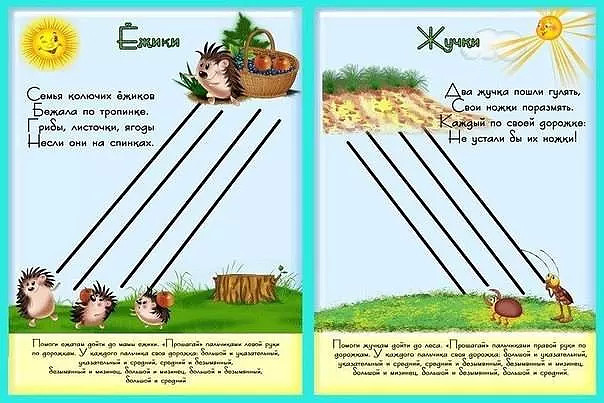 Ёжики
Семья колючих ёжиков
Бежала по тропинке.
Грибы, листочки, ягоды
Несли они на спинках.
Помоги ежатам дойти до мамы ежихи. «Прошагай» пальчиками левой руки
по дорожкам. У каждого пальчика своя дорожка: большой и указательный,
указательный и средний, средний и безымянный,
безымянный и мизинец, большой и мизинец, большой и безымянный,
большой и средний
Жучки
Два жучка пошли гулять,
Свои ножки поразмять.
Каждый по своей дорожке:
Не устали бы их ножки!
Помоги жучкам дойти до леса. «Прошагай» пальчиками правой руки по
дорожкам. У каждого пальчика своя дорожка: большой и указательный,
указательный и средний, средний и безымянный, безымянный и
мизинец, большой и мизинец, большой и безымянный, большой и средний.